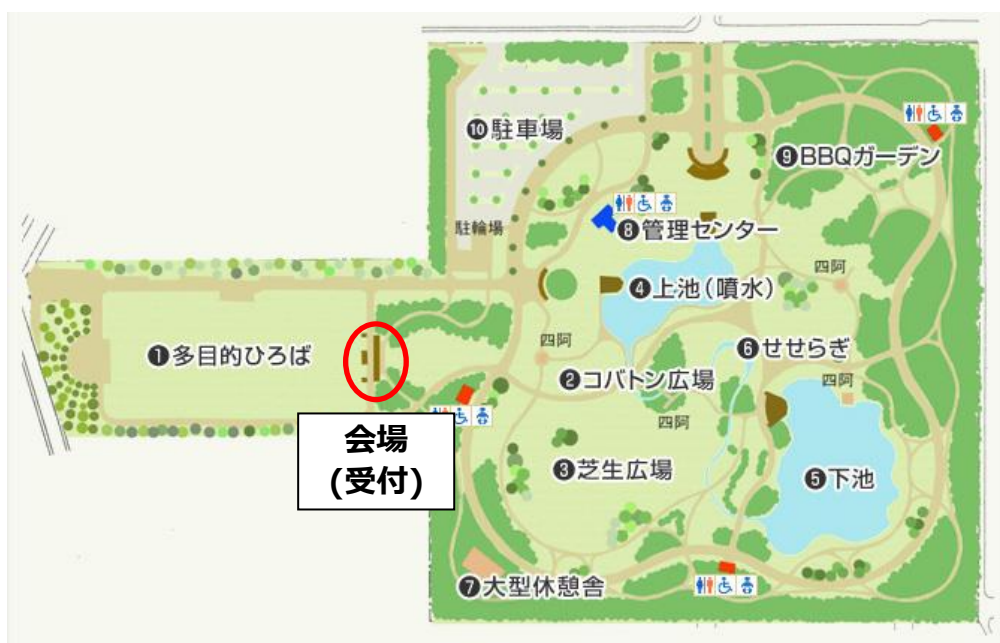 ❿駐車場
❾BBQガーデン
駐輪場
❽管理センター
四阿
❹上池(噴水)
四阿
❶多目的ひろば
❻せせらぎ
❷コバトン広場
四阿
四阿
会場
(受付)
❸芝生広場
❺下池
❼大型休憩舎